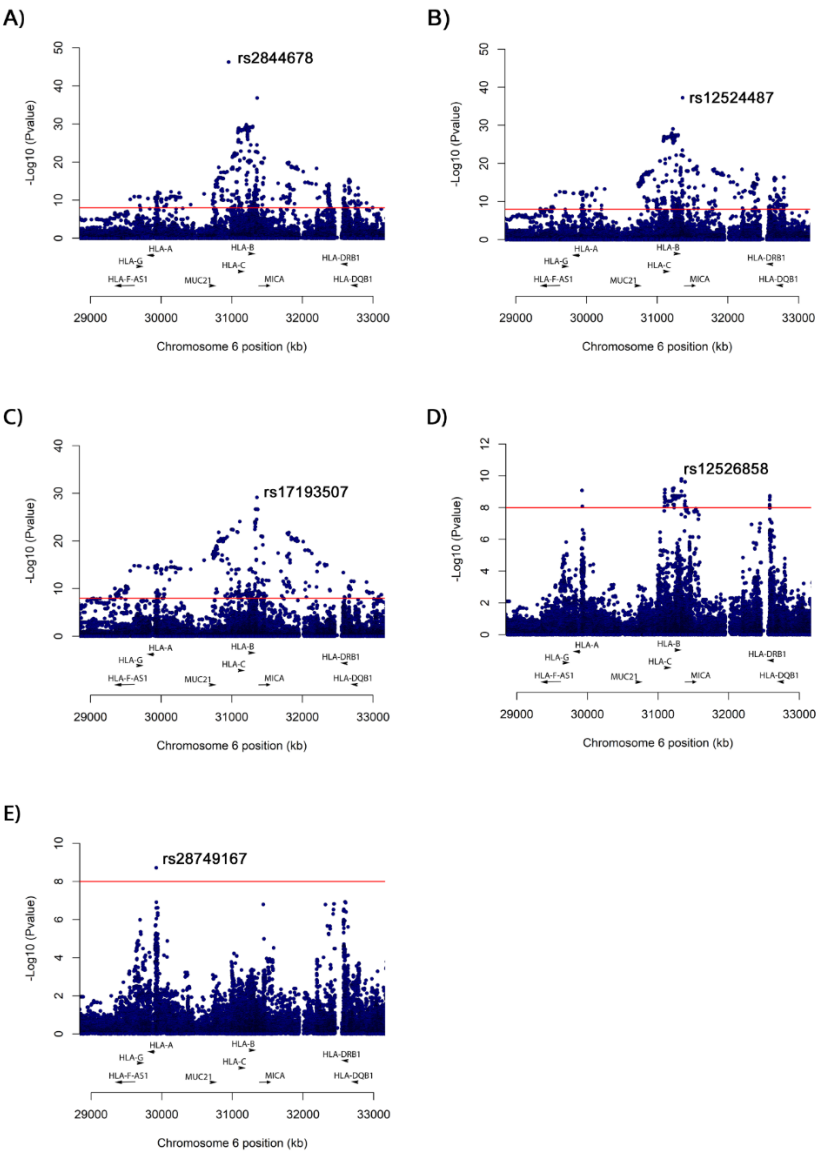 A)
50
40
30
20
10
0
-Log10 (Pvalue)
rs2844678
HLA-A
HLA-G
HLA-F-AS1
MUC21
HLA-B
HLA-C
MICA
HLA-DRB1
HLA-DQB1
29000 30000 31000 32000 33000
Chromosome 6 position (kb)
B)
50
40
30
20
10
0
-Log10 (Pvalue)
rs12524487
HLA-A
HLA-G
HLA-F-AS1
MUC21
HLA-B
HLA-C
MICA
HLA-DRB1
HLA-DQB1
29000 30000 31000 32000 33000
Chromosome 6 position (kb)
C)
40
30
20
10
0
-Log10 (Pvalue)
rs17193507
HLA-A
HLA-G
HLA-F-AS1
MUC21
HLA-B
HLA-C
MICA
HLA-DRB1
HLA-DQB1
29000 30000 31000 32000 33000
Chromosome 6 position (kb)
D)
12
10
8
6
4
2
0
-Log10 (Pvalue)
rs12526858
HLA-A
HLA-G
HLA-F-AS1
MUC21
HLA-B
HLA-C
MICA
HLA-DRB1
HLA-DQB1
29000 30000 31000 32000 33000
Chromosome 6 position (kb)
E)
10
8
6
4
2
0
-Log10 (Pvalue)
rs28749167
HLA-A
HLA-G
HLA-F-AS1
MUC21
HLA-B
HLA-C
MICA
HLA-DRB1
HLA-DQB1
29000 30000 31000 32000 33000
Chromosome 6 position (kb)